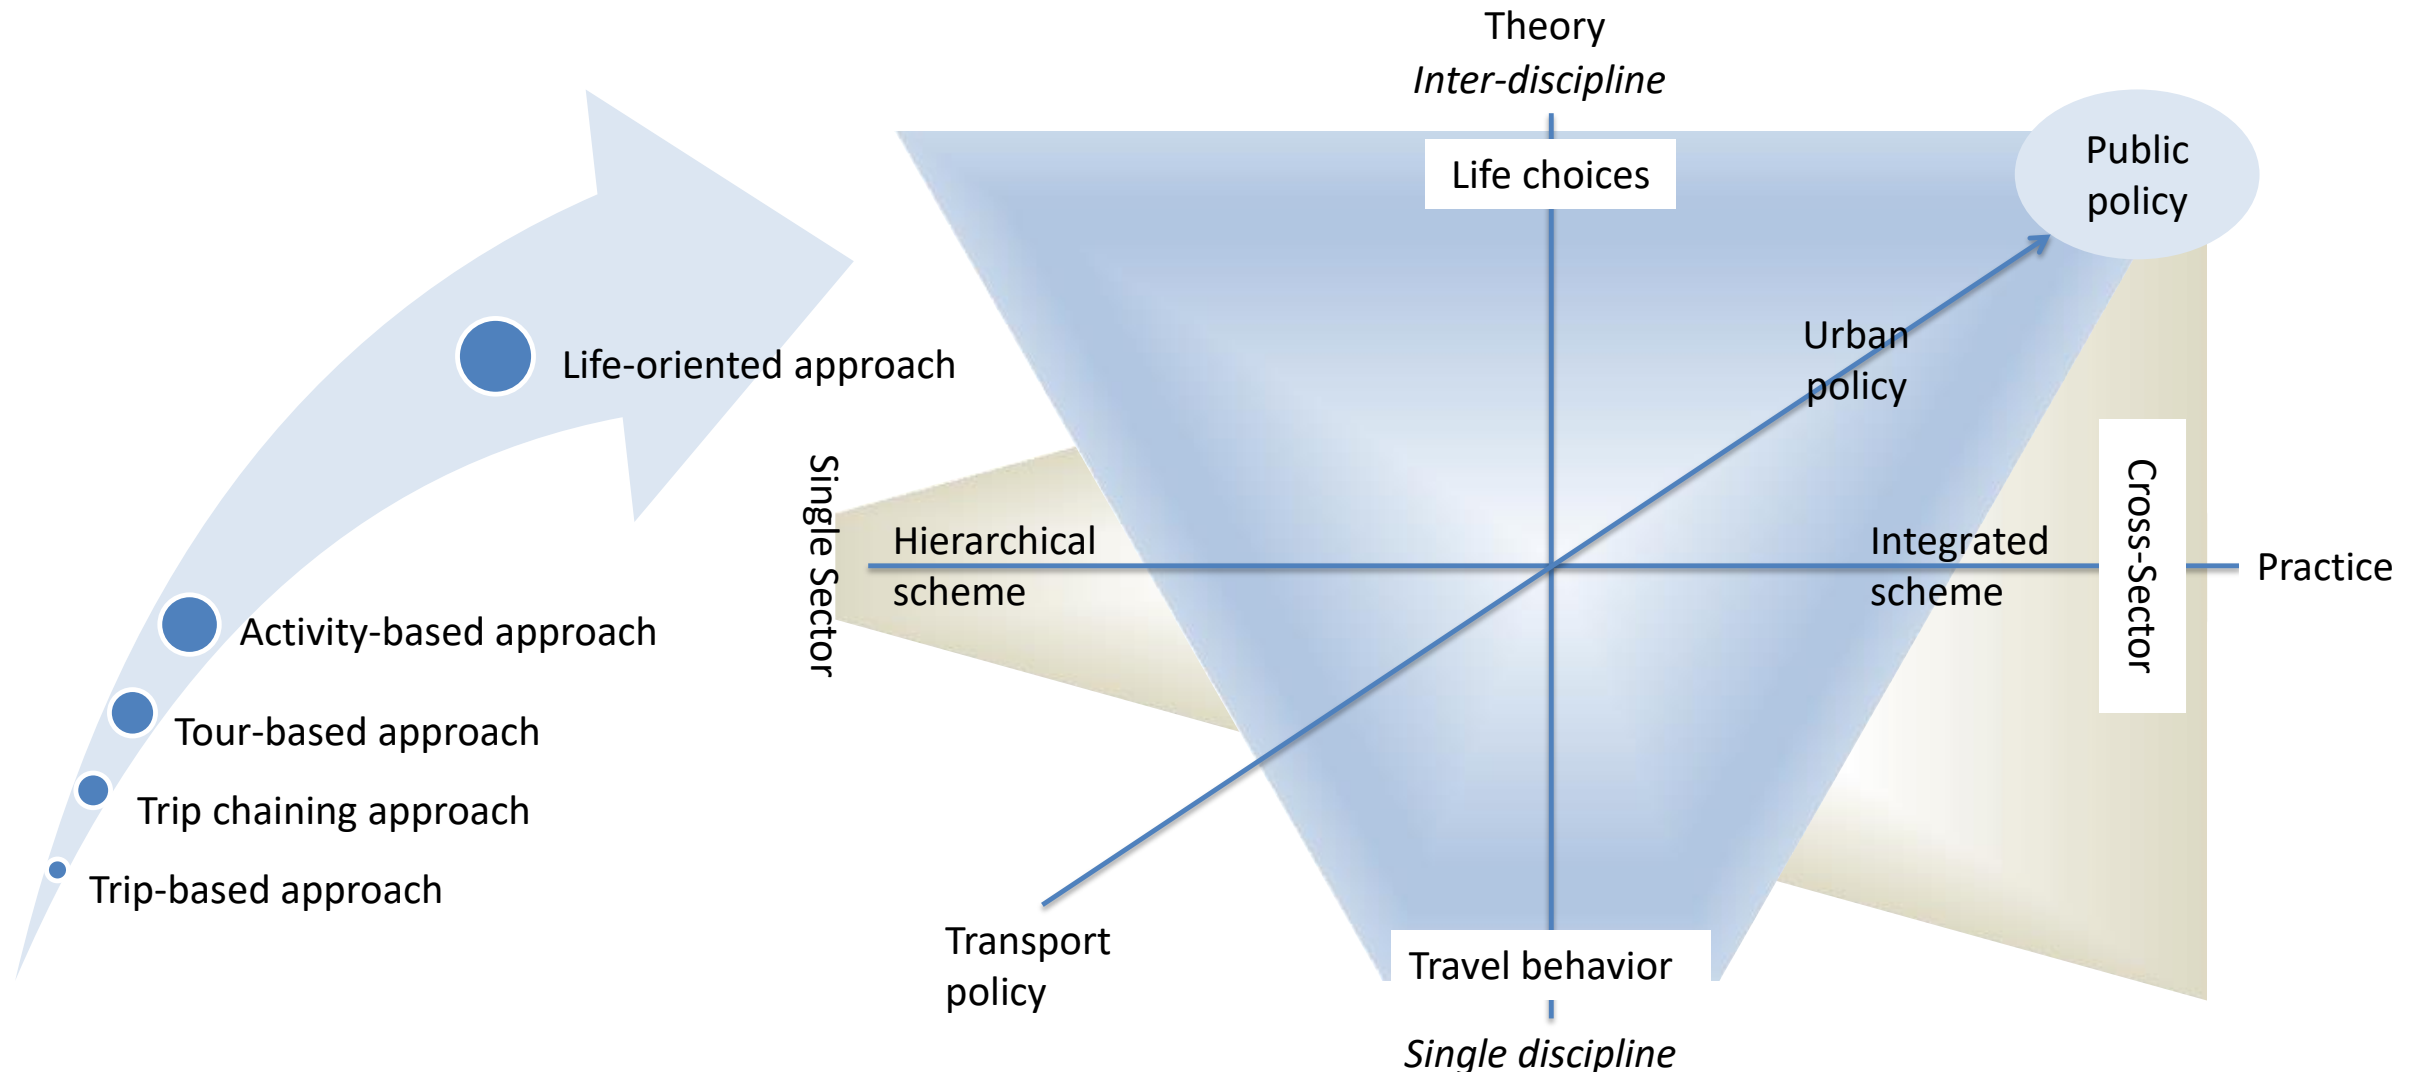 Theory
Inter-discipline
Life choices
Public
policy
Urban
policy
Life-oriented approach
Single Sector
Hierarchical
scheme
Integrated
scheme
Cross-Sector
Practice
Activity-based approach
Tour-based approach
Trip chaining approach
Trip-based approach
Transport
policy
Travel behavior
Single discipline